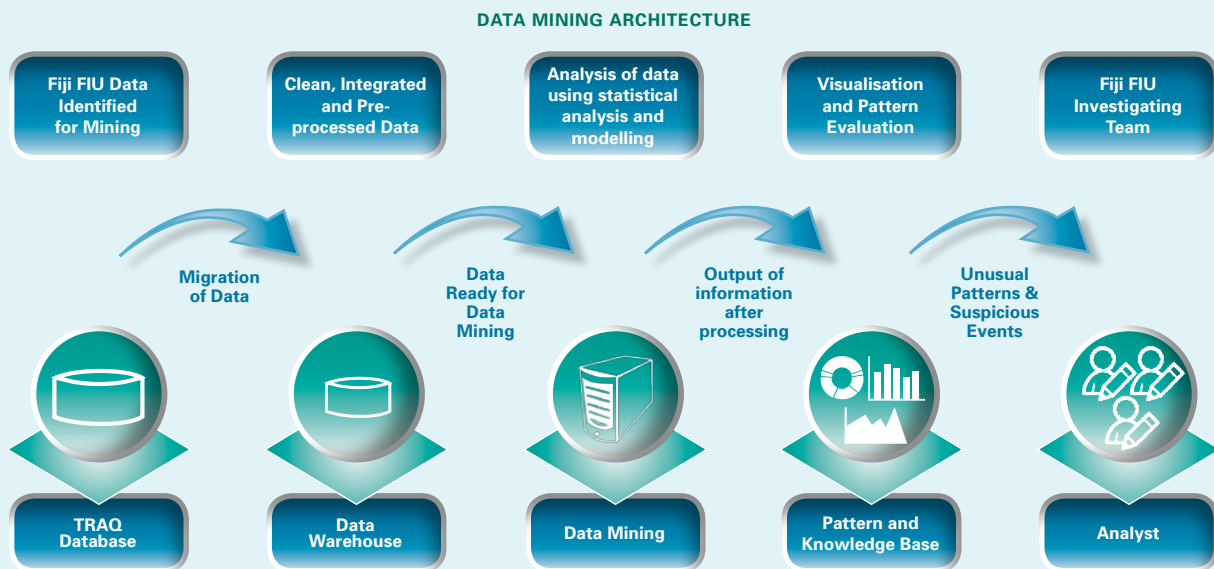 DATA MINING ARCHITECTURE
Fiji FIU Data
Identified
for Mining
Clean, Integrated
and Pre-
processed Data
Analysis of data
using statistical
analysis and
modelling
Visualisation
and Pattern
Evaluation
Fiji FIU
Investigating
Team
Migration
of Data
Data
Ready for
Data
Mining
Output of
information
after
processing
Unusual
Patterns &
Suspicious
Events
TRAQ
Database
Data
Warehouse
Data Mining
Pattern and
Knowledge Base
Analyst